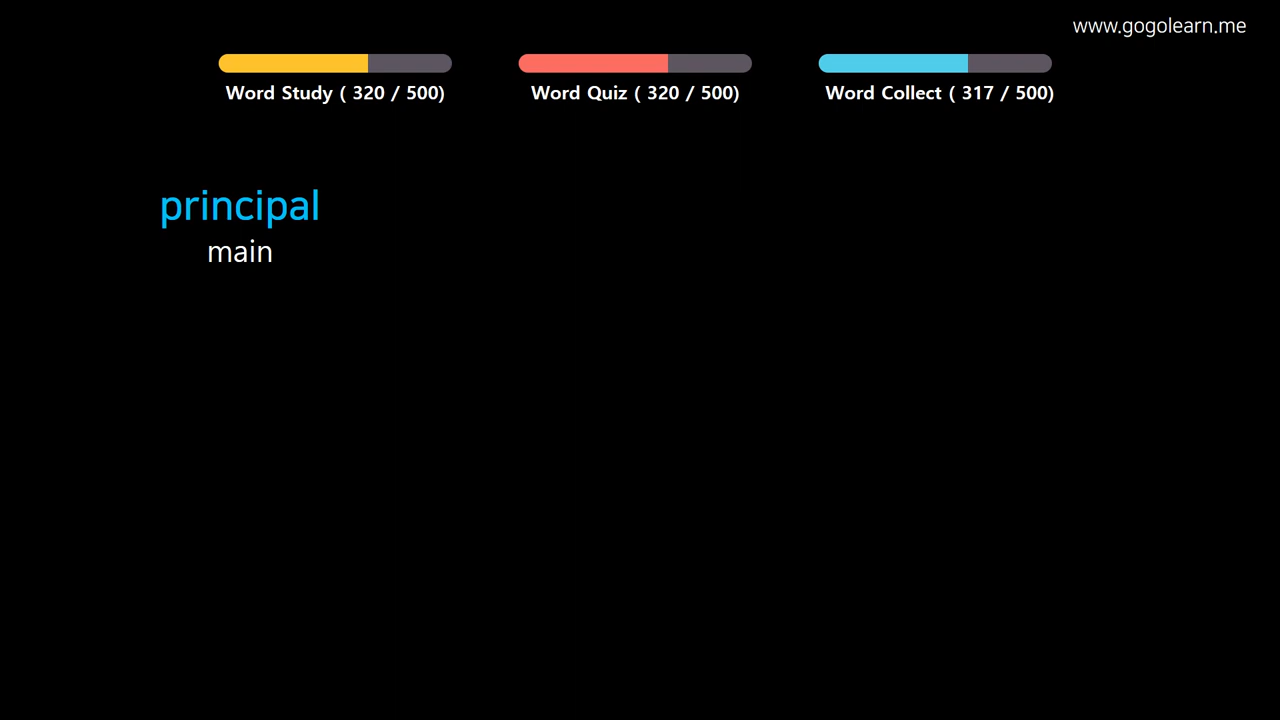 www.gogolearn.me
Word Study ( 320 / 500)
Word Quiz ( 320 / 500)
Word Collect ( 317 / 500)
principal
main